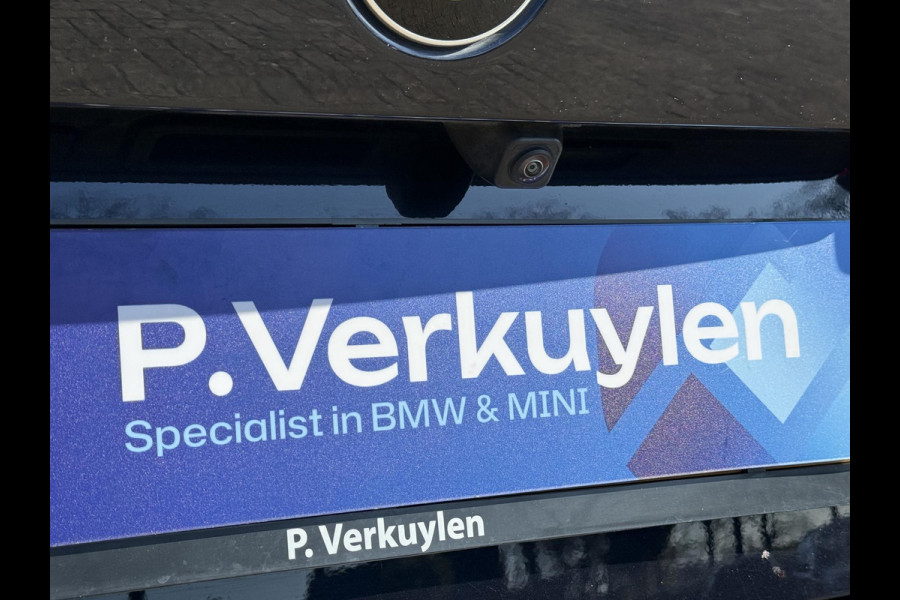 P.Verkuylen
Specialist in BMW & MINI
P. Verkuylen